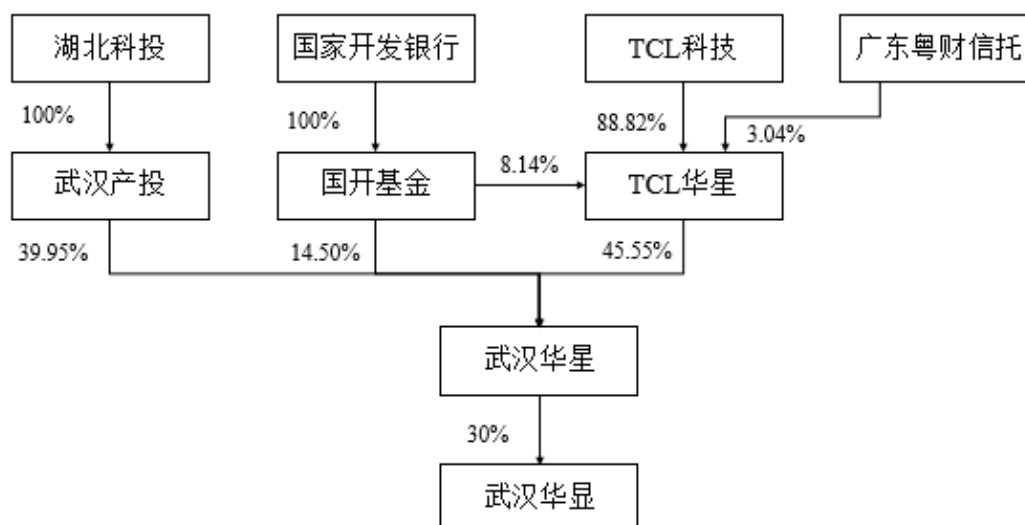 湖北科投
国家开发银行
TCL科技
广东粤财信托
100%
100%
88.82%
3.04%
8.14%
武汉产投
国开基金
TCL华星
39.95%
14.50%
45.55%
武汉华星
30%
武汉华显